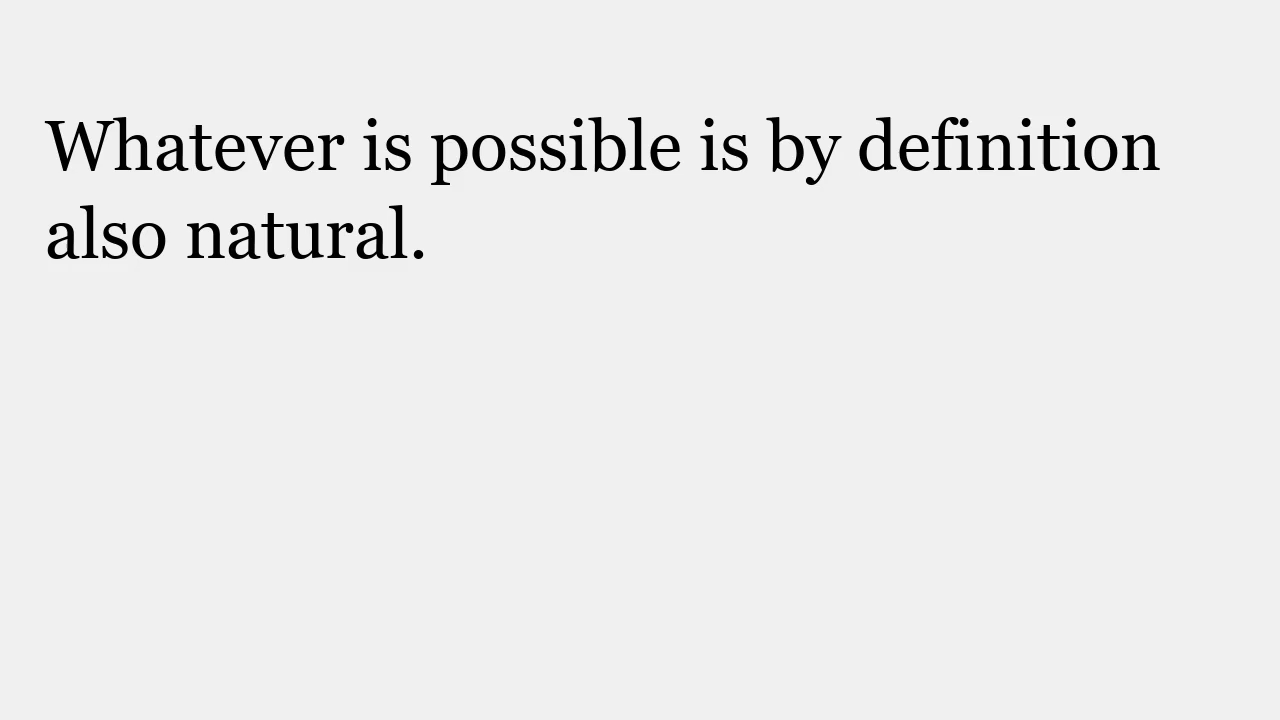 Whatever is possible is by definition
also natural.